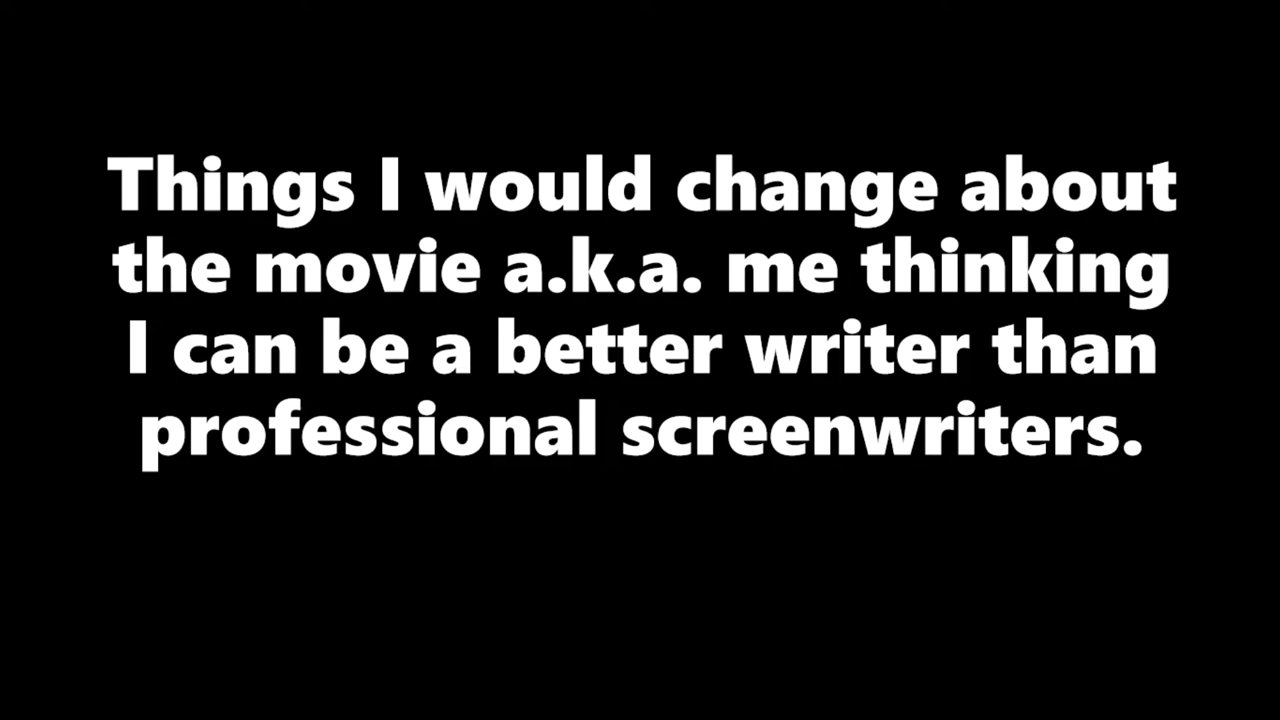 Things I would change about
the movie a.k.a. me thinking
I can be a better writer than
professional screenwriters.